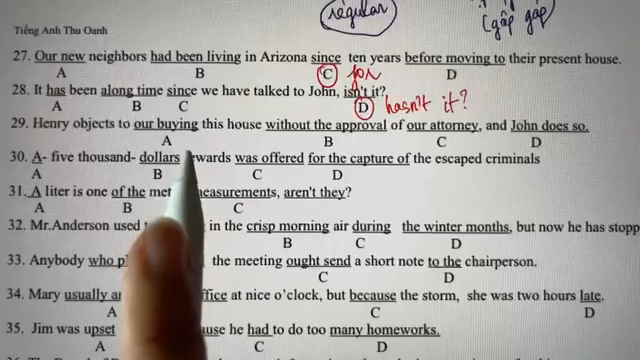 regular
(gấp gáp
Tiếng Anh Thu Oanh
27. Our new neighbors had been living in Arizona since ten years before moving to their present house.
A B C for D
28. It has been along time since we have talked to John, isn't it?
A B C D hasn't it?
29. Henry objects to our buying this house without the approval of our attorney, and John does so.
A B C D
30. A- five thousand- dollars ewards was offered for the capture of the escaped criminals
A B C D
31. A liter is one of the met measurements, aren't they?
A B C
32. Mr.Anderson used in the crisp morning air during the winter months, but now he has stopp
B C D
33. Anybody who the meeting ought send a short note to the chairperson.
C D
34. Mary usually ar ffice at nice o'clock, but because the storm, she was two hours late.
A C D
35. Jim was upset ause he had to do too many homeworks.
A C D